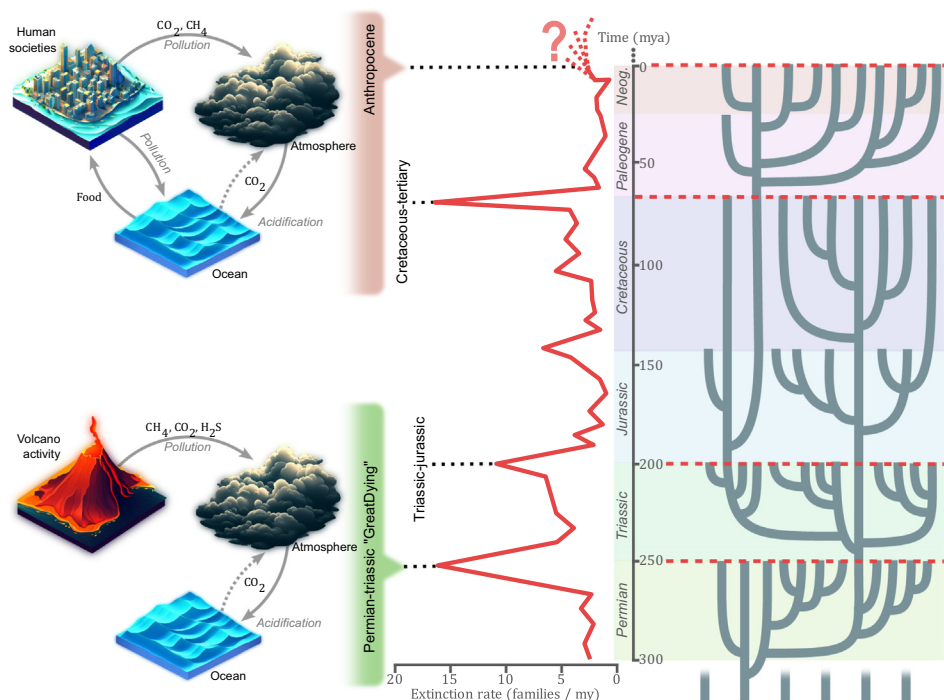 Human
societies
CO2, CH4
Pollution
Atmosphere
Pollution
Food
CO2
Acidification
Ocean
Anthropocene
Cretaceous-tertiary
?
Time (mya)
0
50
100
150
200
250
300
Neog.
Paleogene
Cretaceous
Jurassic
Triassic
Permian
Volcano
activity
CH4, CO2, H2S
Pollution
Atmosphere
CO2
Acidification
Ocean
Permian-triassic "GreatDying"
Triassic-jurassic
20 15 10 5 0
Extinction rate (families / my)